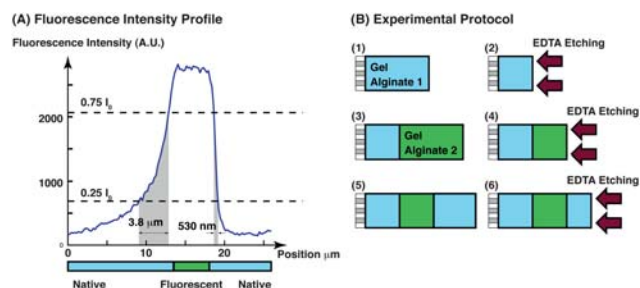 (A) Fluorescence Intensity Profile
Fluorescence Intensity (A.U.)
0.75 I0
2000
1000
0.25 I0
0
3.8 μm
530 nm
10
20
Position μm
Native
Fluorescent
Native
(B) Experimental Protocol
(1)
Gel
Alginate 1
(2)
EDTA Etching
(3)
Gel
Alginate 2
(4)
EDTA Etching
(5)
(6)
EDTA Etching